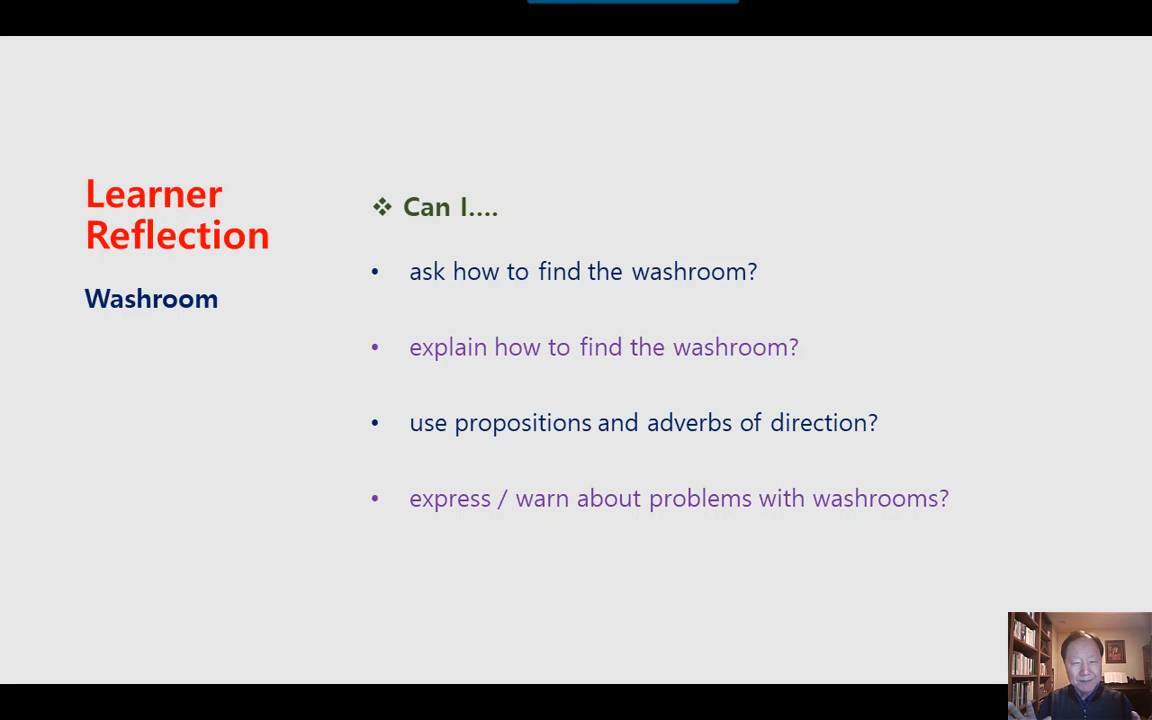 Learner
Reflection
Washroom
❖ Can I....
• ask how to find the washroom?
• explain how to find the washroom?
• use propositions and adverbs of direction?
• express / warn about problems with washrooms?